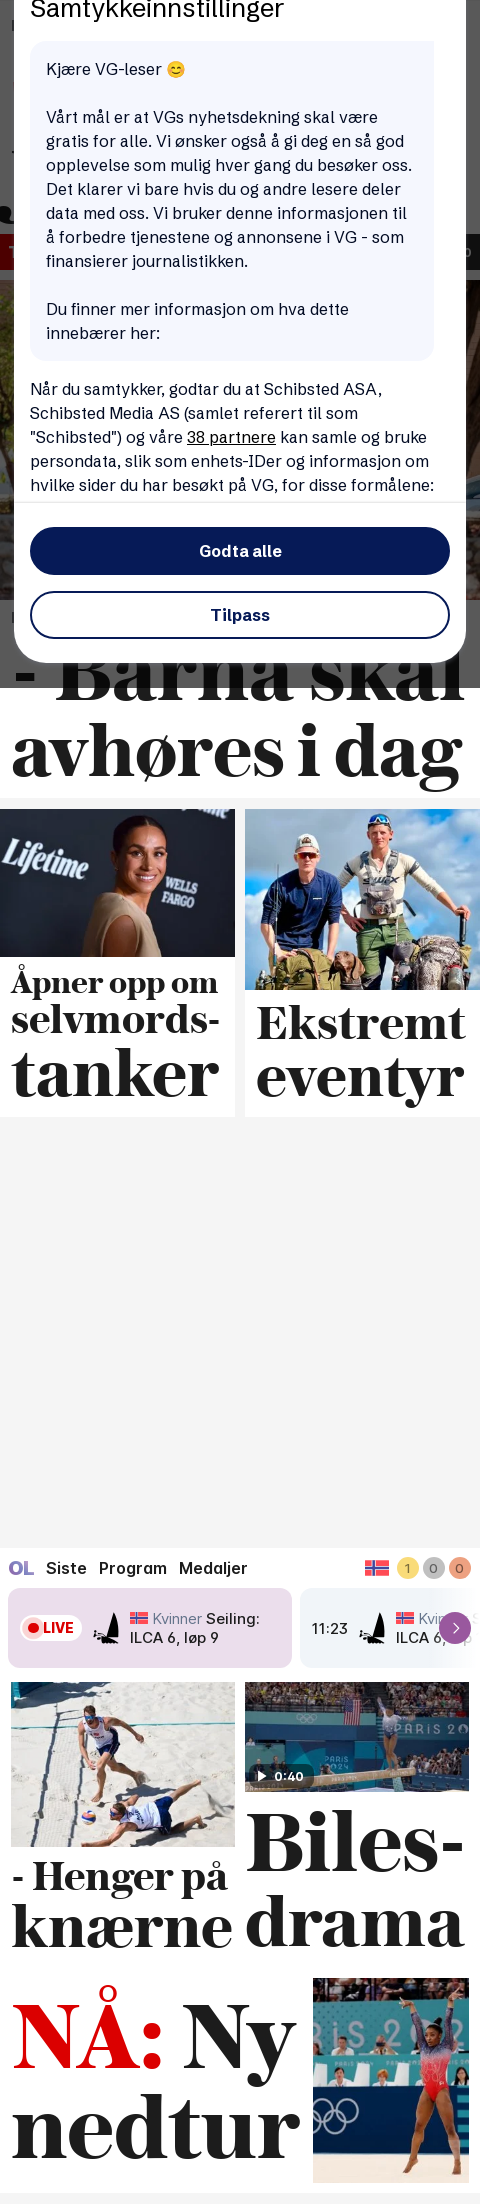 Samtykkeinnstillinger
Kjære VG-leser 😊
Vårt mål er at VGs nyhetsdekning skal være
gratis for alle. Vi ønsker også å gi deg en så god
opplevelse som mulig hver gang du besøker oss.
Det klarer vi bare hvis du og andre lesere deler
data med oss. Vi bruker denne informasjonen til
å forbedre tjenestene og annonsene i VG - som
finansierer journalistikken.
Du finner mer informasjon om hva dette
innebærer her:
Når du samtykker, godtar du at Schibsted ASA,
Schibsted Media AS (samlet referert til som
"Schibsted") og våre 38 partnere kan samle og bruke
persondata, slik som enhets-IDer og informasjon om
hvilke sider du har besøkt på VG, for disse formålene:
Godta alle
Tilpass
- Barna skal
avhøres i dag
Lifetime
WELLS
FARGO
Åpner opp om
selvmords-
tanker
Ekstremt
eventyr
OL Siste Program Medaljer 1 0 0
LIVE Kvinner Seiling:
ILCA 6, løp 9
11:23
ILCA 6,
- Henger på
knærne
PARIS 2024
0:40
Biles-
drama
NÅ: Ny
nedtur